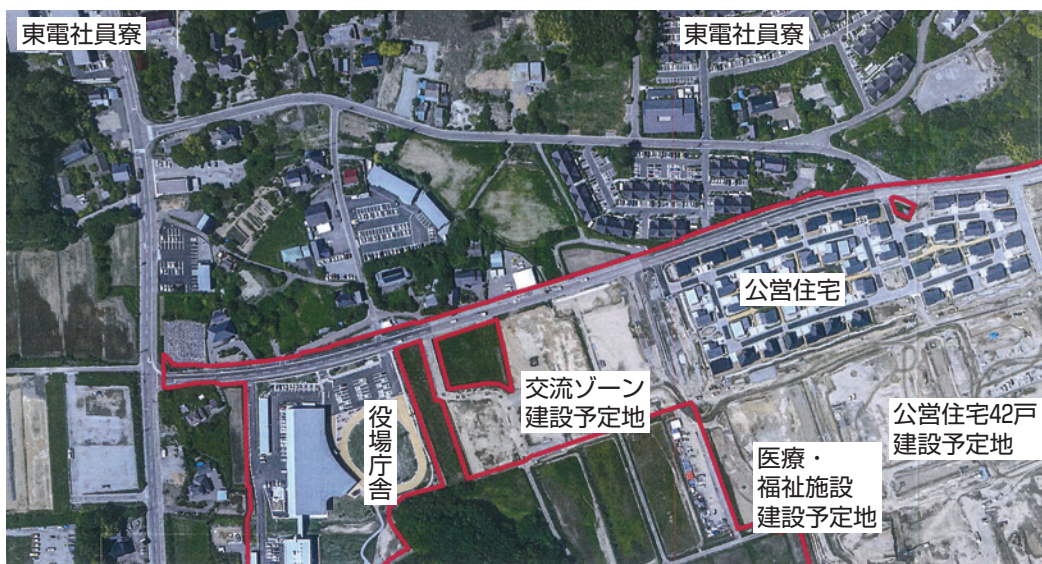 東電社員寮
東電社員寮
公営住宅
役場庁舎
交流ゾーン
建設予定地
公営住宅42戸
建設予定地
医療・
福祉施設
建設予定地